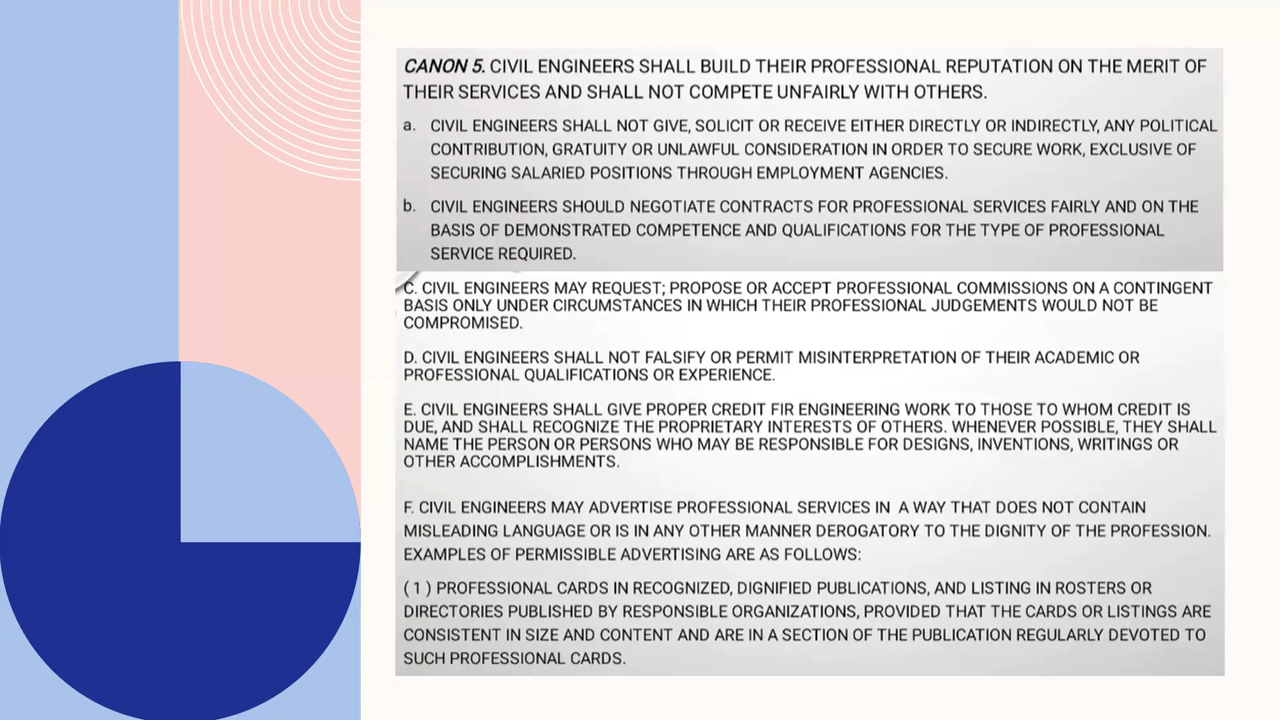 CANON 5. CIVIL ENGINEERS SHALL BUILD THEIR PROFESSIONAL REPUTATION ON THE MERIT OF
THEIR SERVICES AND SHALL NOT COMPETE UNFAIRLY WITH OTHERS.
a. CIVIL ENGINEERS SHALL NOT GIVE, SOLICIT OR RECEIVE EITHER DIRECTLY OR INDIRECTLY, ANY POLITICAL
CONTRIBUTION, GRATUITY OR UNLAWFUL CONSIDERATION IN ORDER TO SECURE WORK, EXCLUSIVE OF
SECURING SALARIED POSITIONS THROUGH EMPLOYMENT AGENCIES.
b. CIVIL ENGINEERS SHOULD NEGOTIATE CONTRACTS FOR PROFESSIONAL SERVICES FAIRLY AND ON THE
BASIS OF DEMONSTRATED COMPETENCE AND QUALIFICATIONS FOR THE TYPE OF PROFESSIONAL
SERVICE REQUIRED.
C. CIVIL ENGINEERS MAY REQUEST; PROPOSE OR ACCEPT PROFESSIONAL COMMISSIONS ON A CONTINGENT
BASIS ONLY UNDER CIRCUMSTANCES IN WHICH THEIR PROFESSIONAL JUDGEMENTS WOULD NOT BE
COMPROMISED.
D. CIVIL ENGINEERS SHALL NOT FALSIFY OR PERMIT MISINTERPRETATION OF THEIR ACADEMIC OR
PROFESSIONAL QUALIFICATIONS OR EXPERIENCE.
E. CIVIL ENGINEERS SHALL GIVE PROPER CREDIT FIR ENGINEERING WORK TO THOSE TO WHOM CREDIT IS
DUE, AND SHALL RECOGNIZE THE PROPRIETARY INTERESTS OF OTHERS. WHENEVER POSSIBLE, THEY SHALL
NAME THE PERSON OR PERSONS WHO MAY BE RESPONSIBLE FOR DESIGNS, INVENTIONS, WRITINGS OR
OTHER ACCOMPLISHMENTS.
F. CIVIL ENGINEERS MAY ADVERTISE PROFESSIONAL SERVICES IN A WAY THAT DOES NOT CONTAIN
MISLEADING LANGUAGE OR IS IN ANY OTHER MANNER DEROGATORY TO THE DIGNITY OF THE PROFESSION.
EXAMPLES OF PERMISSIBLE ADVERTISING ARE AS FOLLOWS:
( 1 ) PROFESSIONAL CARDS IN RECOGNIZED, DIGNIFIED PUBLICATIONS, AND LISTING IN ROSTERS OR
DIRECTORIES PUBLISHED BY RESPONSIBLE ORGANIZATIONS, PROVIDED THAT THE CARDS OR LISTINGS ARE
CONSISTENT IN SIZE AND CONTENT AND ARE IN A SECTION OF THE PUBLICATION REGULARLY DEVOTED TO
SUCH PROFESSIONAL CARDS.